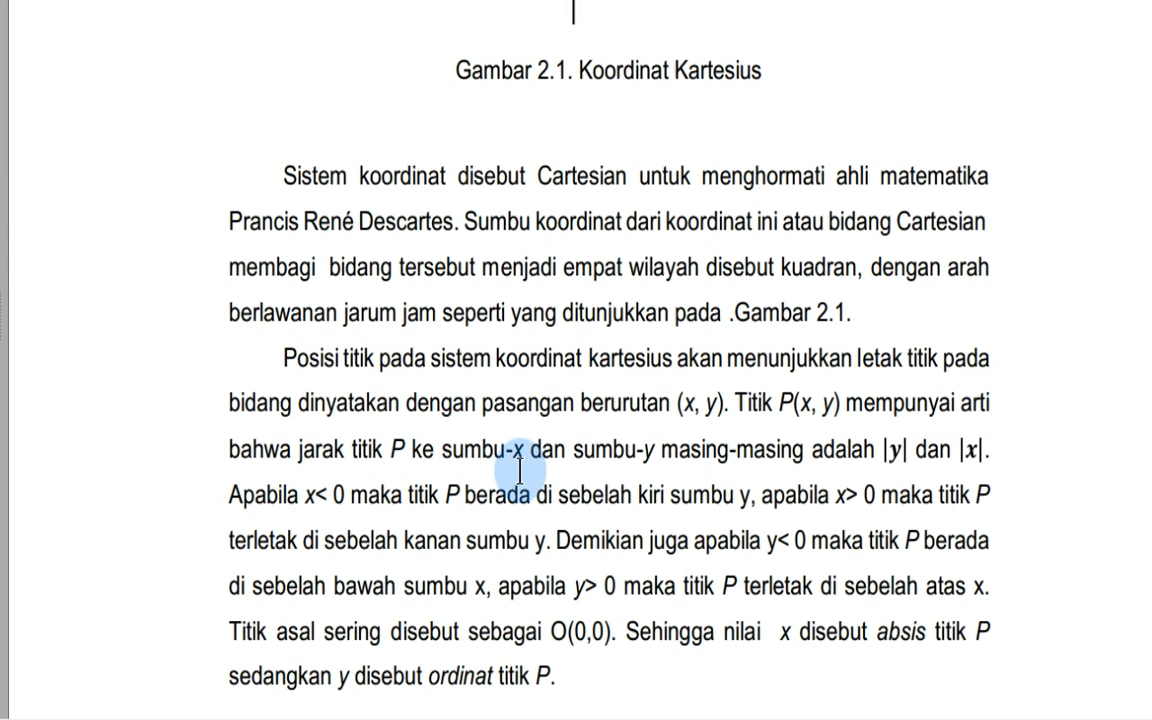 Gambar 2.1. Koordinat Kartesius
Sistem koordinat disebut Cartesian untuk menghormati ahli matematika
Prancis René Descartes. Sumbu koordinat dari koordinat ini atau bidang Cartesian
membagi bidang tersebut menjadi empat wilayah disebut kuadran, dengan arah
berlawanan jarum jam seperti yang ditunjukkan pada .Gambar 2.1.
Posisi titik pada sistem koordinat kartesius akan menunjukkan letak titik pada
bidang dinyatakan dengan pasangan berurutan (x, y). Titik P(x, y) mempunyai arti
bahwa jarak titik P ke sumbu-x dan sumbu-y masing-masing adalah |y| dan |x|.
Apabila x< 0 maka titik P berada di sebelah kiri sumbu y, apabila x> 0 maka titik P
terletak di sebelah kanan sumbu y. Demikian juga apabila y< 0 maka titik P berada
di sebelah bawah sumbu x, apabila y> 0 maka titik P terletak di sebelah atas x.
Titik asal sering disebut sebagai O(0,0). Sehingga nilai x disebut absis titik P
sedangkan y disebut ordinat titik P.